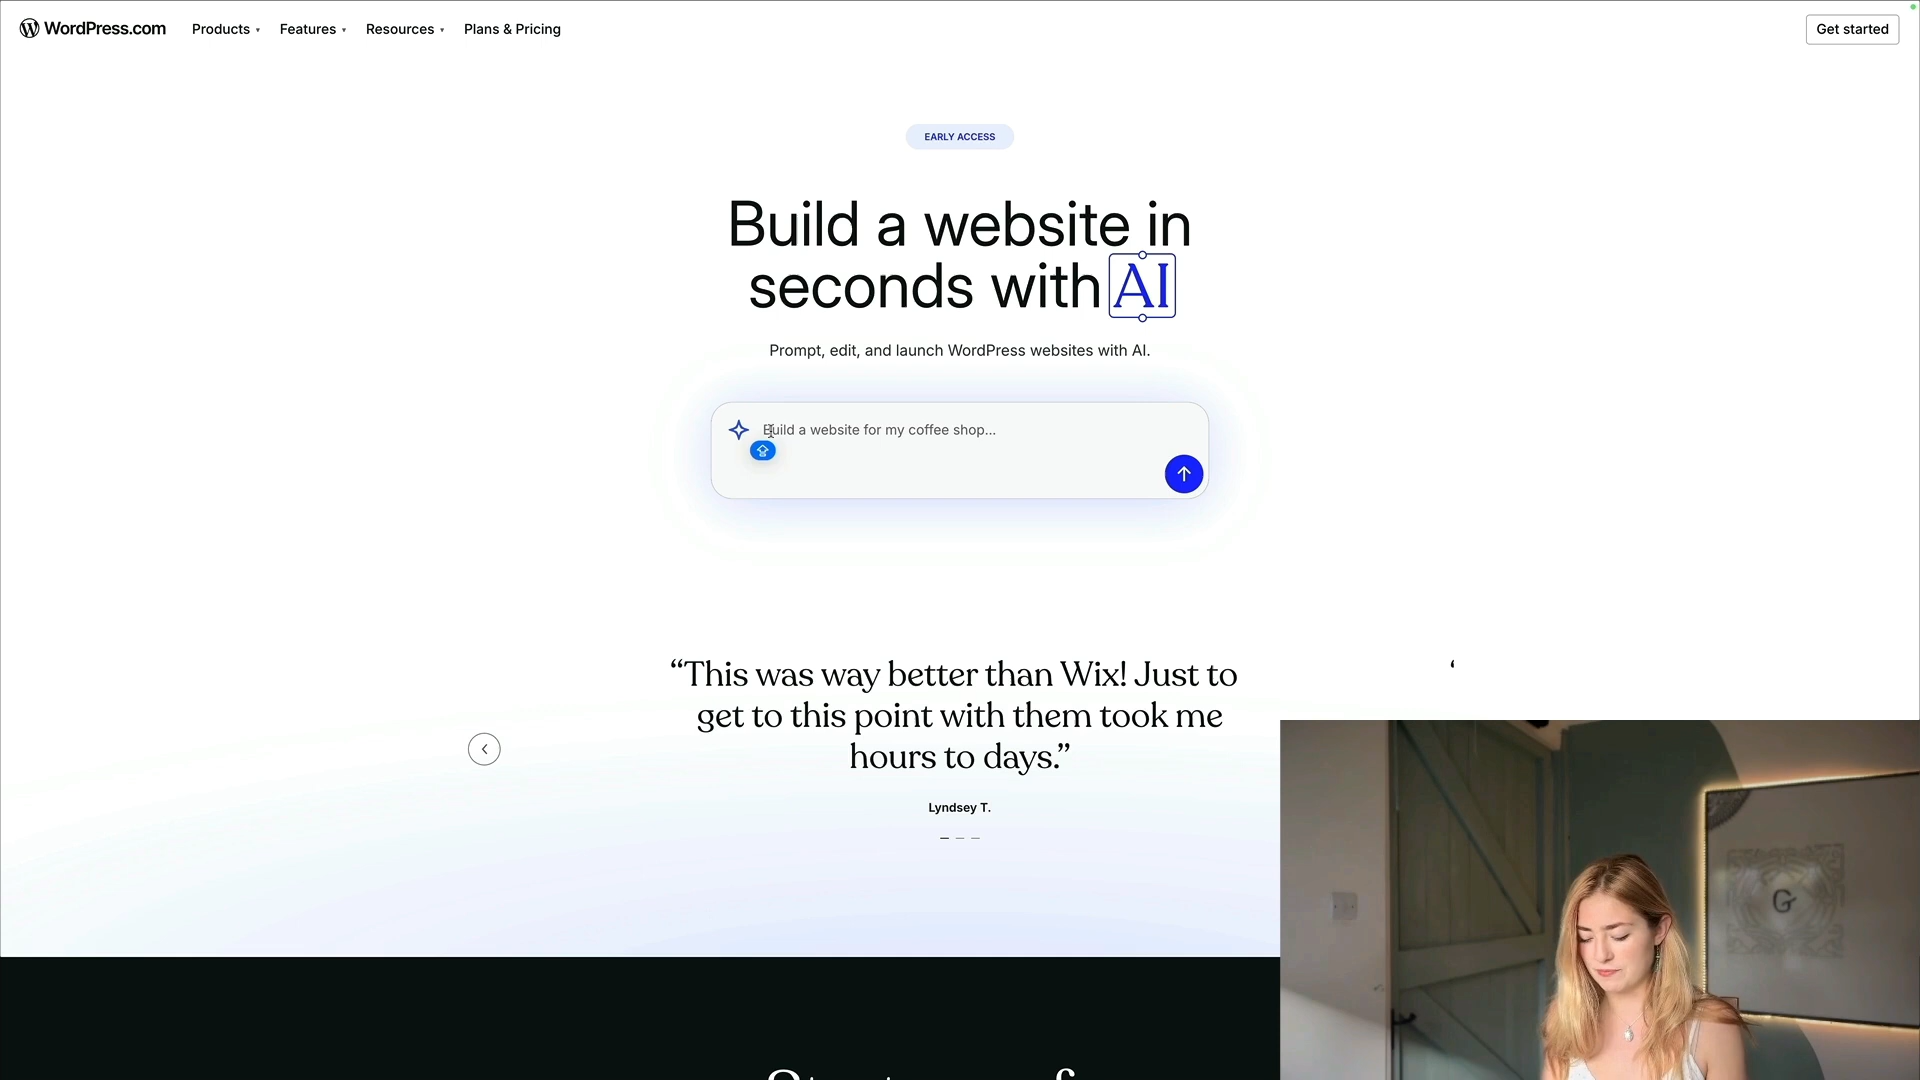 WordPress.com Products Features Resources Plans & Pricing Get started
EARLY ACCESS
Build a website in
seconds with AI
Prompt, edit, and launch WordPress websites with AI.
Build a website for my coffee shop...
“This was way better than Wix! Just to
get to this point with them took me
hours to days.”
Lyndsey T.
G